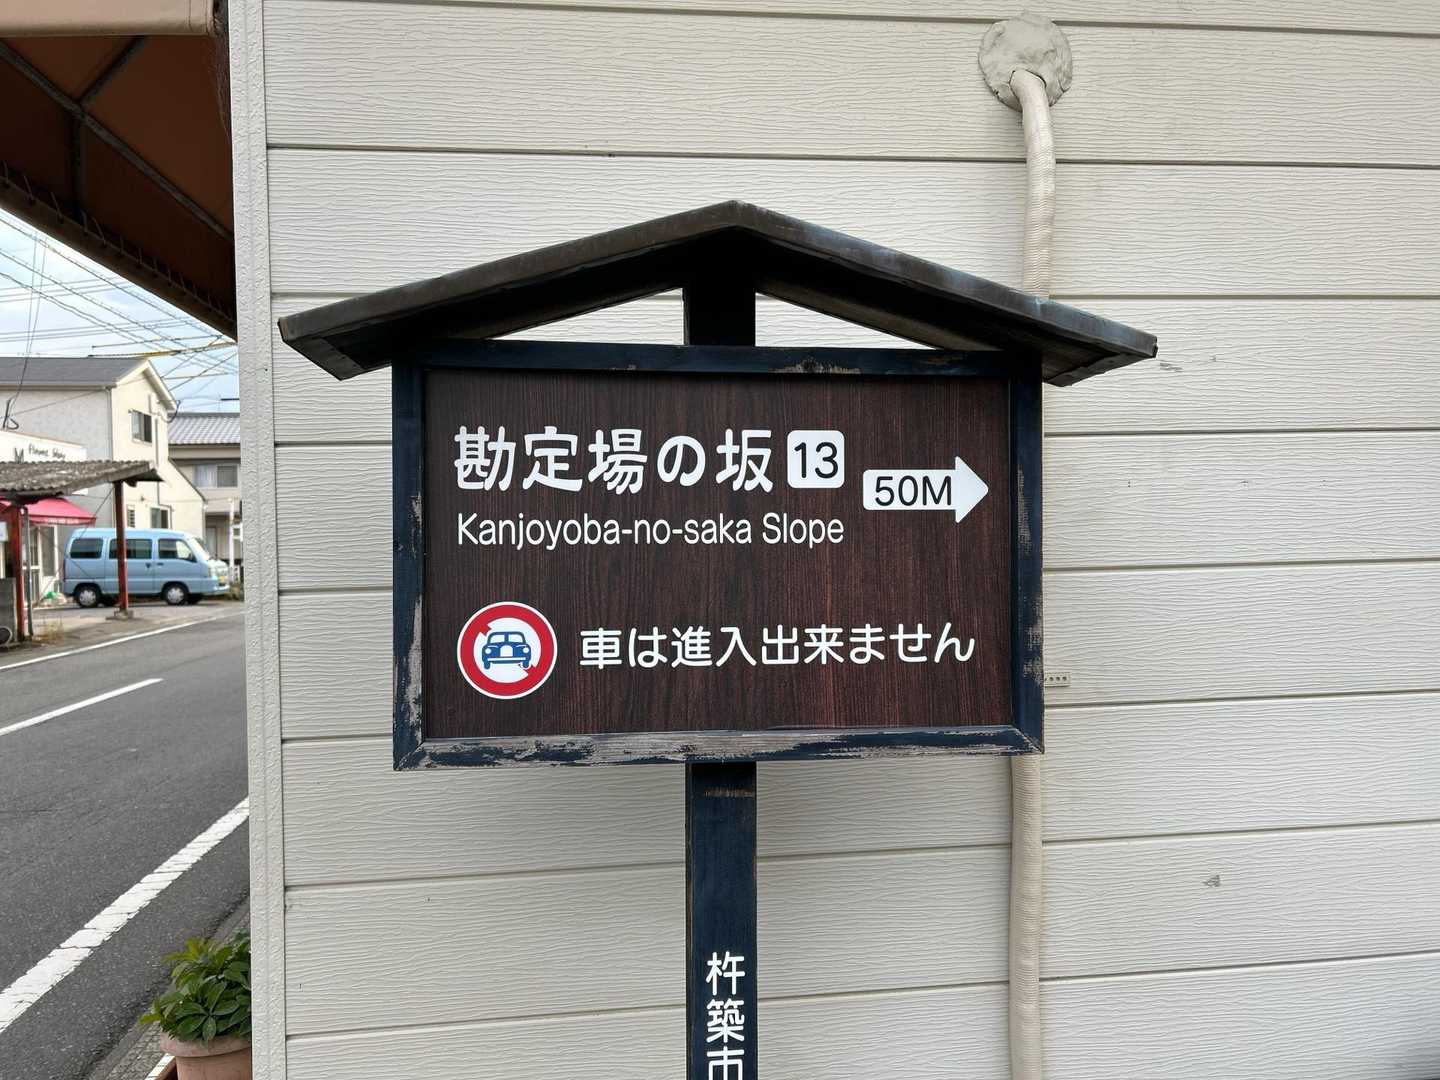 勘定場の坂 13
50M
Kanjoyoba-no-saka Slope
車は進入出来ません
杵築市